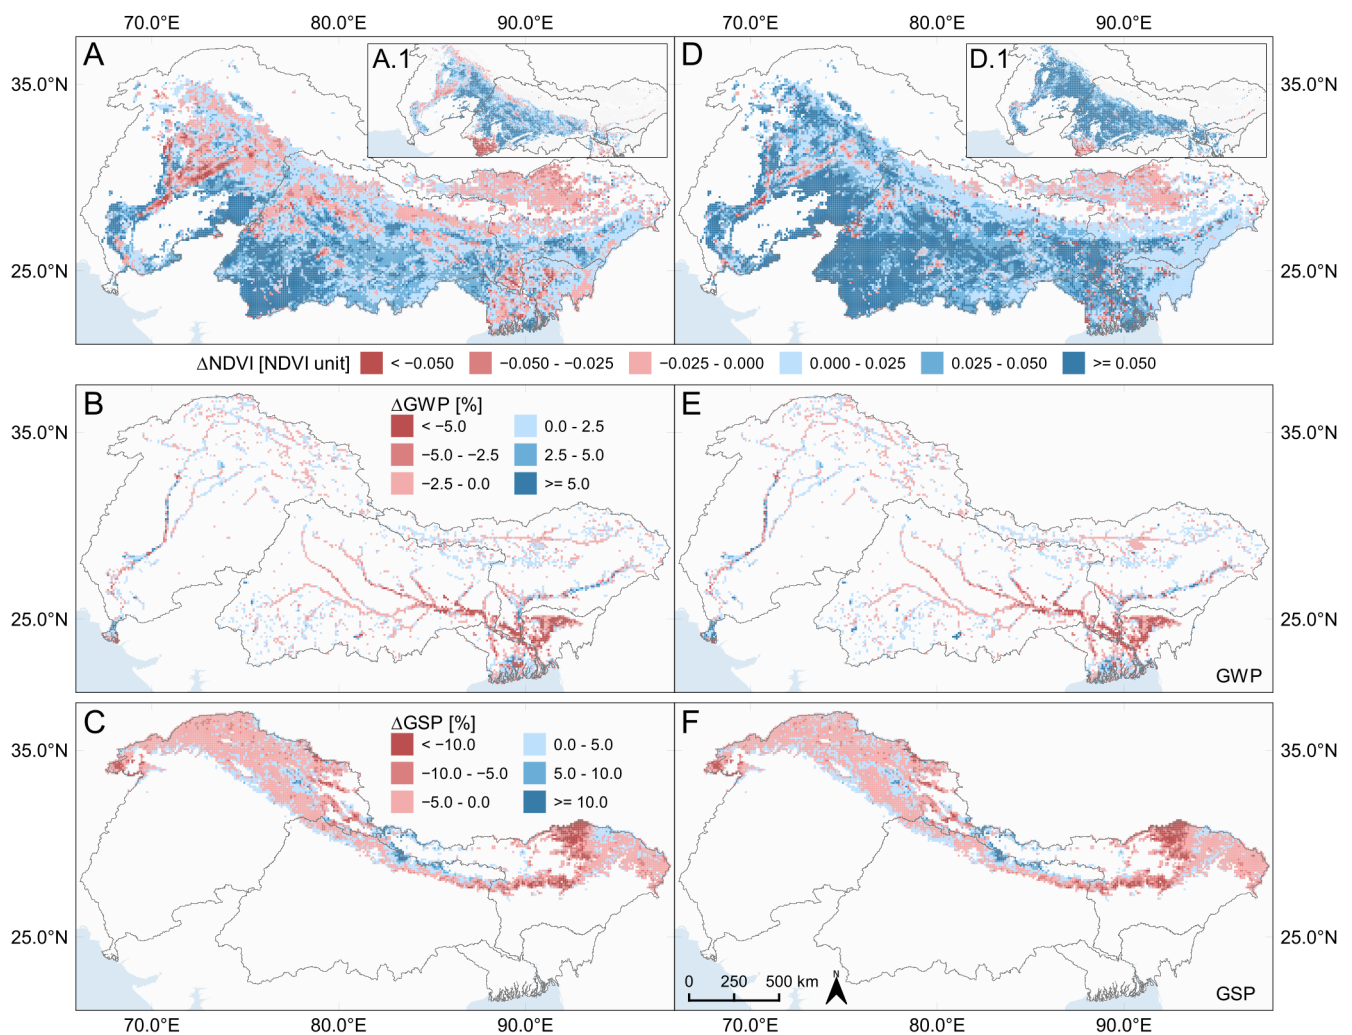 70.0°E 80.0°E 90.0°E 70.0°E 80.0°E 90.0°E
A A.1 D D.1
35.0°N 35.0°N
25.0°N 25.0°N
ΔNDVI [NDVI unit] < −0.050 −0.050 - −0.025 −0.025 - 0.000 0.000 - 0.025 0.025 - 0.050 >= 0.050
B ΔGWP [%] E
< −5.0 0.0 - 2.5
35.0°N 35.0°N
−5.0 - −2.5 2.5 - 5.0
−2.5 - 0.0 >= 5.0
25.0°N 25.0°N
GWP
C ΔGSP [%] F
< −10.0 0.0 - 5.0
35.0°N 35.0°N
−10.0 - −5.0 5.0 - 10.0
−5.0 - 0.0 >= 10.0
25.0°N 25.0°N
0 250 500 km N
GSP
70.0°E 80.0°E 90.0°E 70.0°E 80.0°E 90.0°E